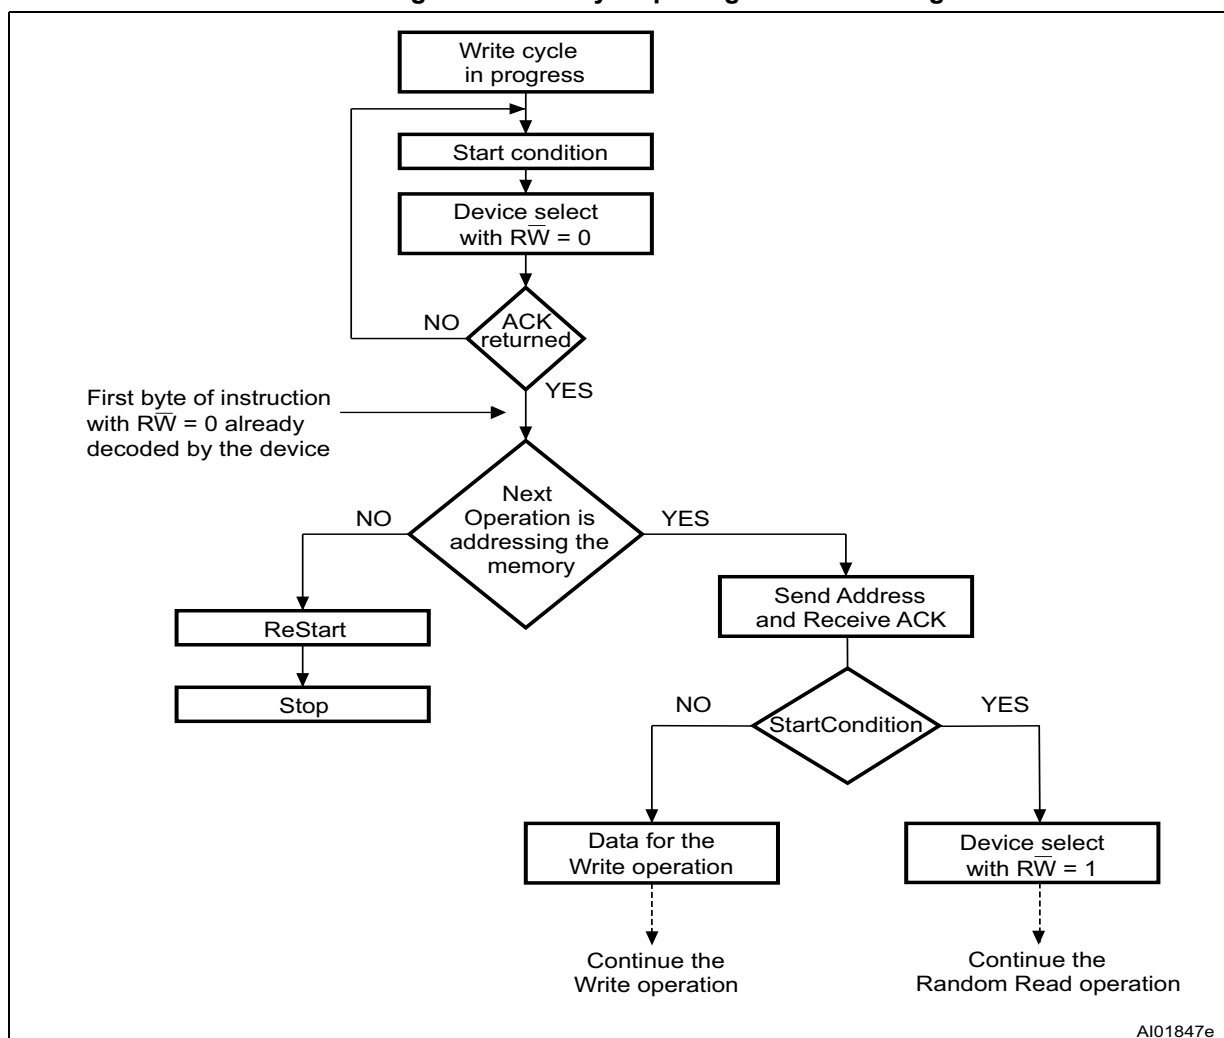 Write cycle
in progress
Start condition
Device select
with RW̅ = 0
ACK
returned
NO
YES
First byte of instruction
with RW̅ = 0 already
decoded by the device
Next
Operation is
addressing the
memory
NO
YES
Send Address
and Receive ACK
ReStart
Stop
StartCondition
NO
YES
Data for the
Write operation
Device select
with RW̅ = 1
Continue the
Write operation
Continue the
Random Read operation
AI01847e